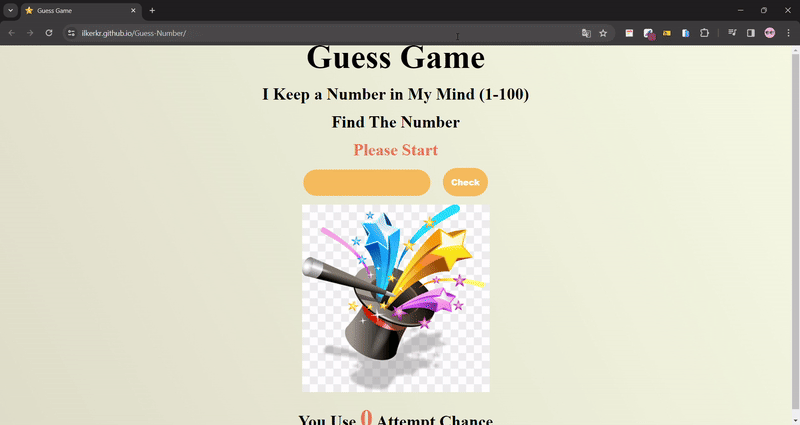 Guess Game
ilkerkr.github.io/Guess-Number/
Guess Game
I Keep a Number in My Mind (1-100)
Find The Number
Please Start
Check
You Use 0 Attempt Chance